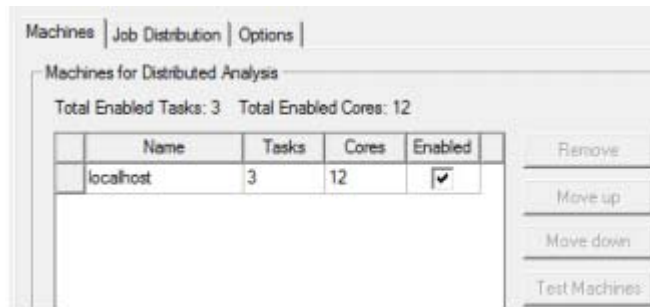 Machines Job Distribution Options
Machines for Distributed Analysis
Total Enabled Tasks: 3 Total Enabled Cores: 12
Name Tasks Cores Enabled
Remove
localhost 3 12
Move up
Move down
Test Machines